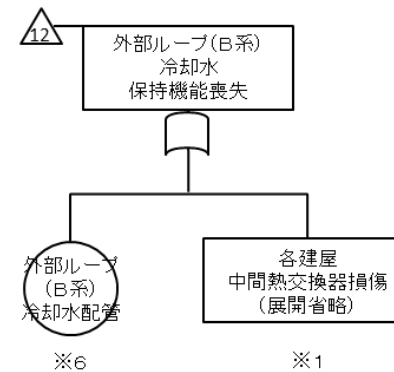 12
外部ループ(B系)
冷却水
保持機能喪失
外部ループ
(B系)
冷却水配管
※6
各建屋
中間熱交換器損傷
(展開省略)
※1